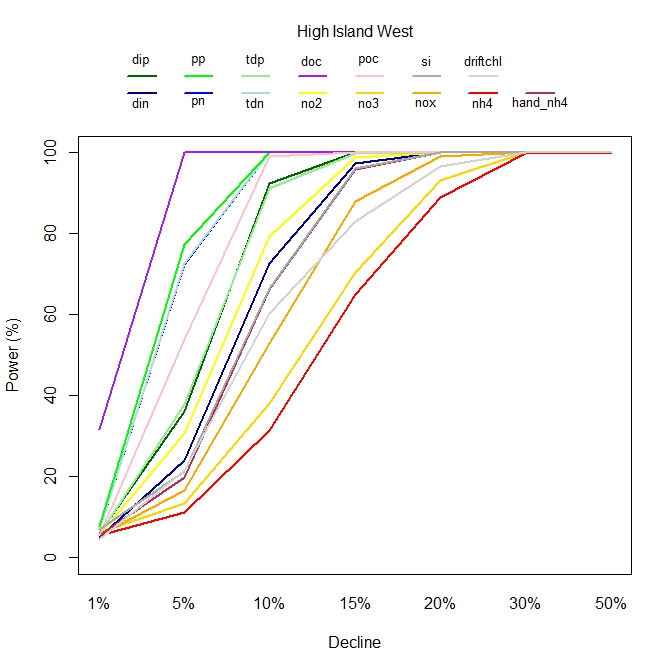 High Island West
dip pp tdp doc poc si driftchl
din pn tdn no2 no3 nox nh4 hand_nh4
100
80
60
40
20
0
Power (%)
1% 5% 10% 15% 20% 30% 50%
Decline